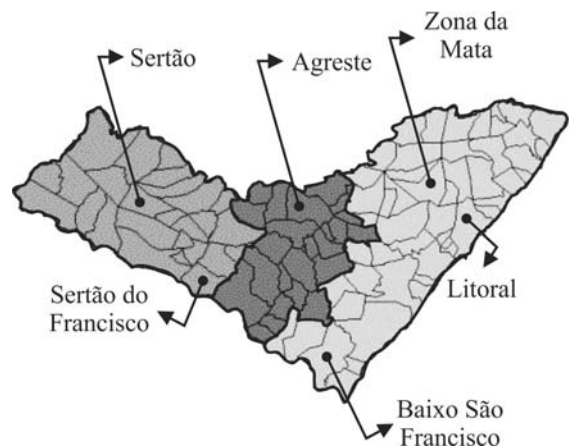 Zona da
Mata
Sertão
Agreste
Litoral
Sertão do
Francisco
Baixo São
Francisco